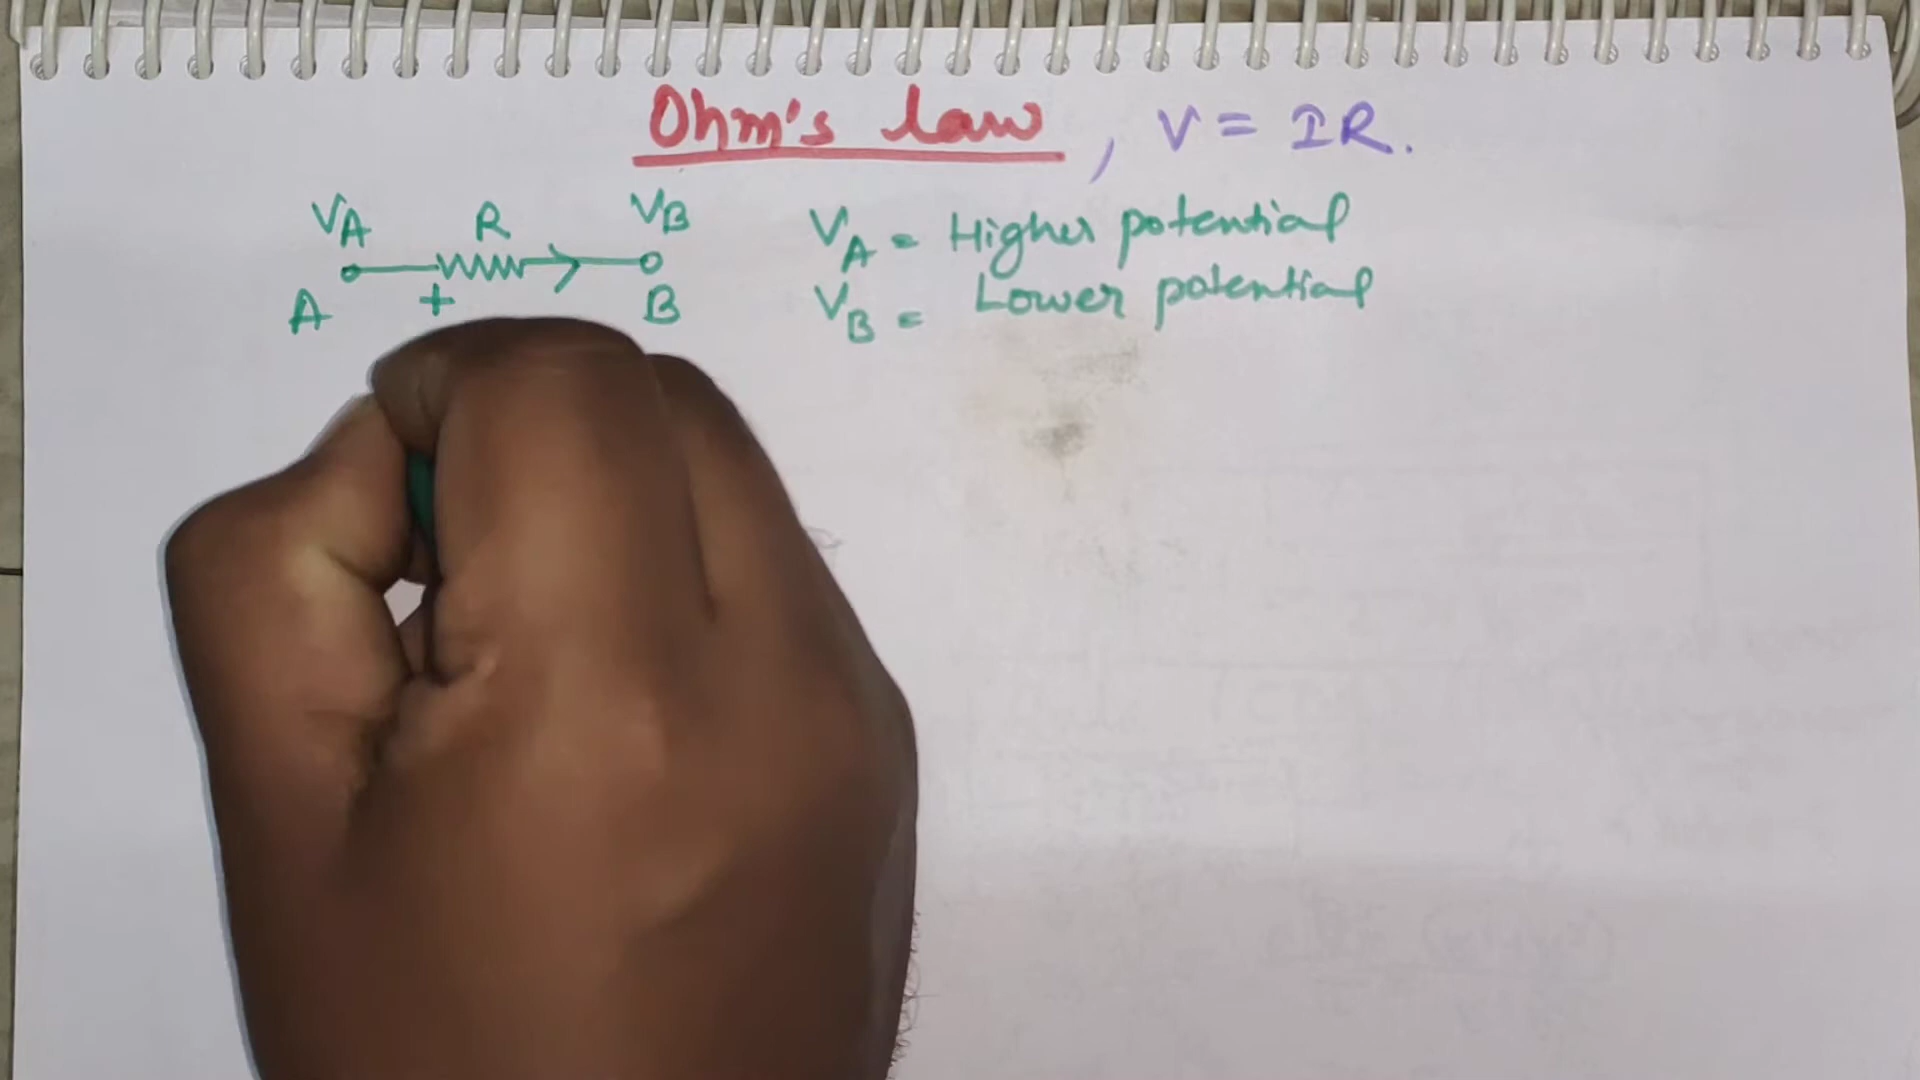 Ohm's law, V = IR.
VA R VB
A + B
VA = Higher potential
VB = Lower potential